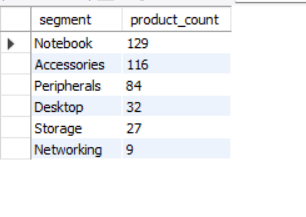 segment product_count
Notebook 129
Accessories 116
Peripherals 84
Desktop 32
Storage 27
Networking 9